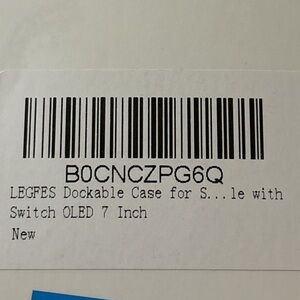 B0CNCZPG6Q
LEGFES Dockable Case for S...le with
Switch OLED 7 Inch
New